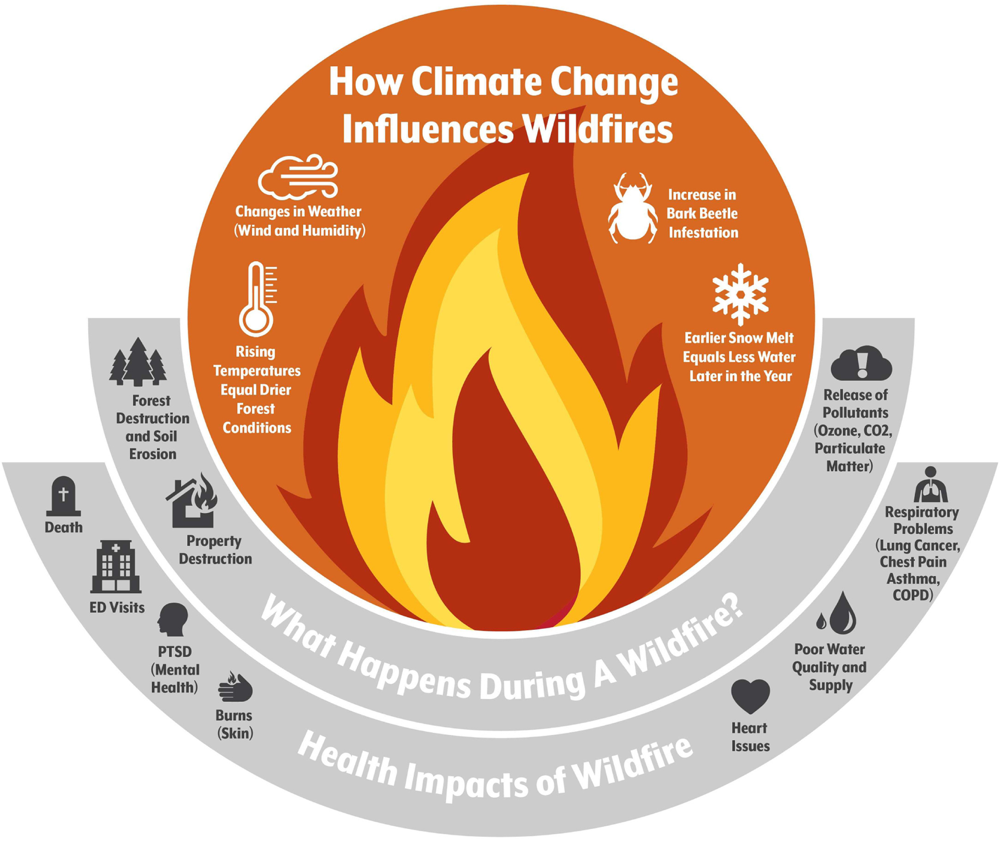 How Climate Change
Influences Wildfires
Changes in Weather
(Wind and Humidity)
Increase in
Bark Beetle
Infestation
Rising
Temperatures
Equal Drier
Forest
Conditions
Earlier Snow Melt
Equals Less Water
Later in the Year
Forest
Destruction
and Soil
Erosion
Property
Destruction
Release of
Pollutants
(Ozone, CO2,
Particulate
Matter)
What Happens During A Wildfire?
Death
ED Visits
PTSD
(Mental
Health)
Burns
(Skin)
Respiratory
Problems
(Lung Cancer,
Chest Pain
Asthma,
COPD)
Poor Water
Quality and
Supply
Heart
Issues
Health Impacts of Wildfire